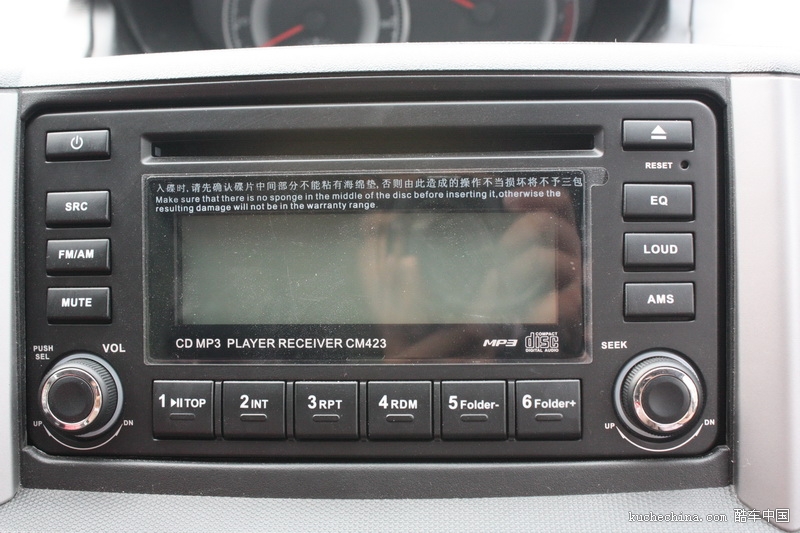 入碟时,请先确认碟片中间部分不能粘有海绵垫,否则由此造成的操作不当损坏将不予三包
Make sure that there is no sponge in the middle of the disc before inserting it,otherwise the
resulting damage will not be in the warranty range.
RESET
SRC
EQ
FM/AM
LOUD
MUTE
AMS
CD MP3 PLAYER RECEIVER CM423
MP3
COMPACT
disc
DIGITAL AUDIO
PUSH
SEL
VOL
SEEK
1 TOP
2 INT
3 RPT
4 RDM
5 Folder-
6 Folder+
UP
DN
UP
DN
kuchechina.com 酷车中国